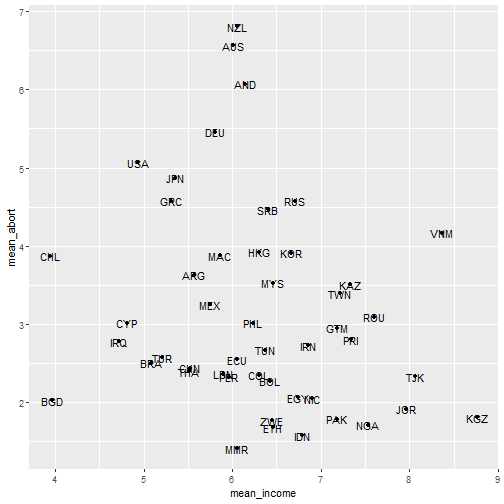 7
NZL
AUS
AND
6
DEU
USA
5
JPN
GRC
RUS
SRB
VNM
4
HKG
KOR
CHL
MAC
ARG
MYS
KAZ
TWN
MEX
ROU
CYP
PHL
3
GTM
PRI
IRQ
IRN
TUN
TUR
ECU
BRA
CHN
THA
LBN
PER
COL
TJK
BOL
BGD
2
EGY
NIC
JOR
KGZ
PAK
ZWE
NGA
ETH
IDN
MMR
4
5
6
7
8
9
mean_income
mean_abort